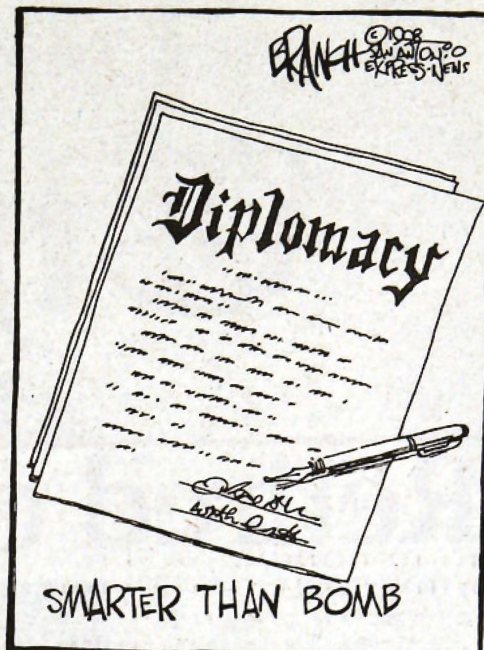 BRANCH
©1998
SAN ANTONIO
EXPRESS-NEWS
Diplomacy
SMARTER THAN BOMB